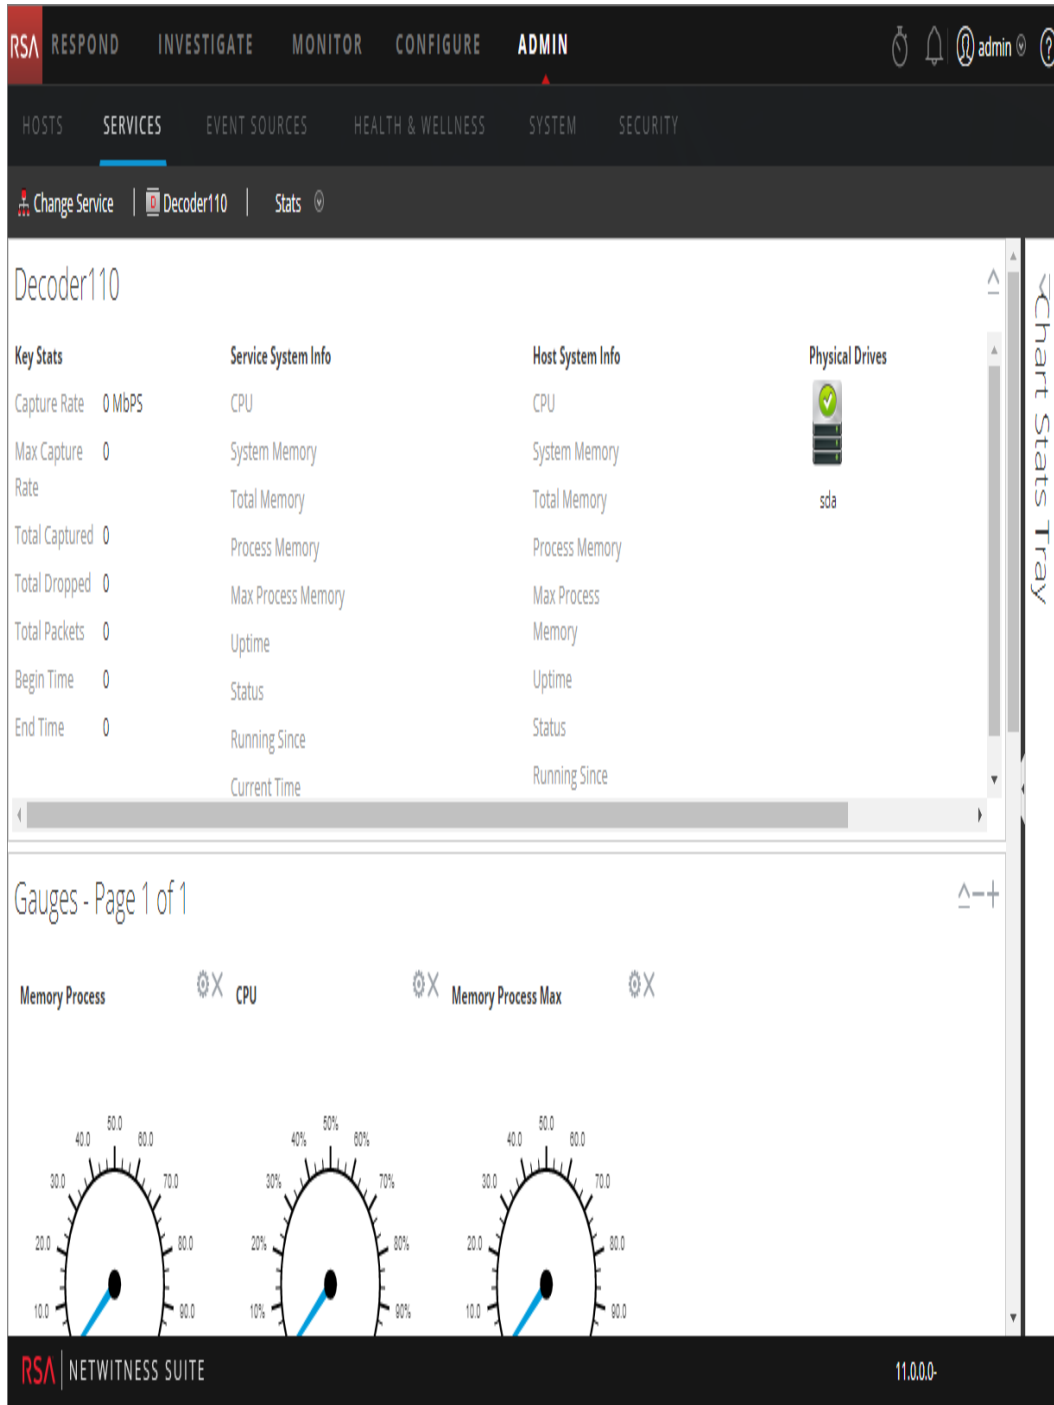 RSA RESPOND INVESTIGATE MONITOR CONFIGURE ADMIN admin ?
HOSTS SERVICES EVENT SOURCES HEALTH & WELLNESS SYSTEM SECURITY
Change Service | D Decoder110 | Stats
Decoder110
Key Stats
Capture Rate 0 MbPS
Max Capture Rate 0
Total Captured 0
Total Dropped 0
Total Packets 0
Begin Time 0
End Time 0
Service System Info
CPU
System Memory
Total Memory
Process Memory
Max Process Memory
Uptime
Status
Running Since
Current Time
Host System Info
CPU
System Memory
Total Memory
Process Memory
Max Process
Memory
Uptime
Status
Running Since
Physical Drives
sda
Chart Stats Tray
Gauges - Page 1 of 1
Memory Process
10.0 20.0 30.0 40.0 50.0 60.0 70.0 80.0 90.0
CPU
10% 20% 30% 40% 50% 60% 70% 80% 90%
Memory Process Max
10.0 20.0 30.0 40.0 50.0 60.0 70.0 80.0 90.0
RSA | NETWITNESS SUITE 11.0.0.0-